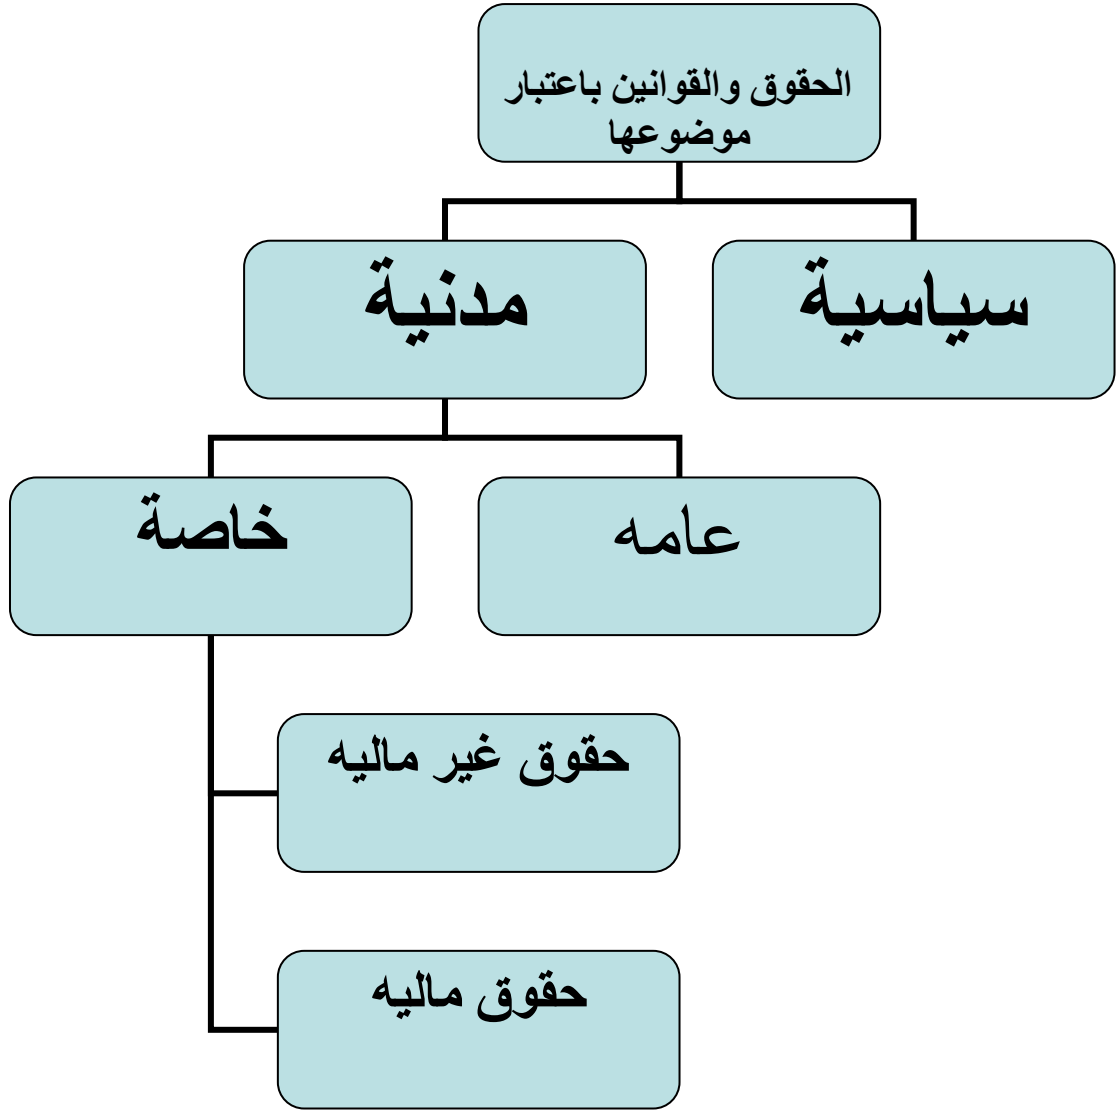 الحقوق والقوانين باعتبار
موضوعها
سياسية
مدنية
عامه
خاصة
حقوق غير ماليه
حقوق ماليه